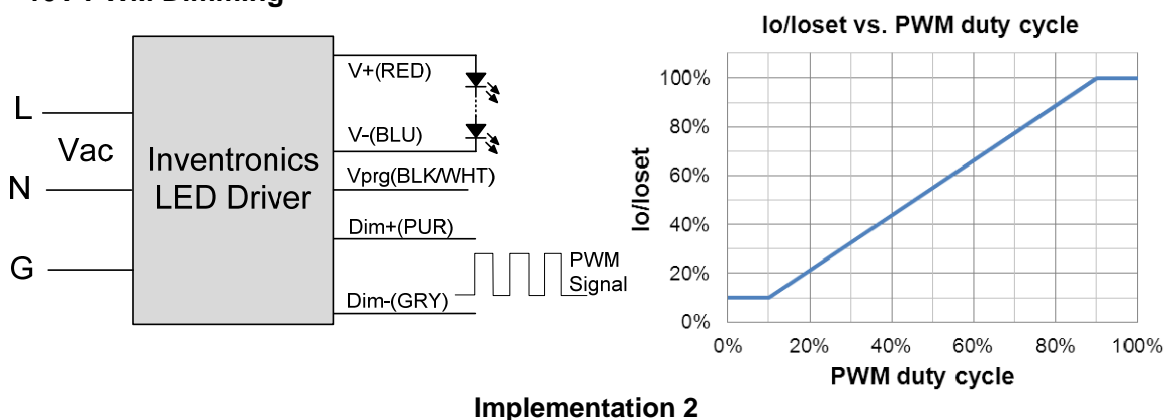 PWM Dimming
L
Vac
N
G
Inventronics
LED Driver
V+(RED)
V-(BLU)
Vprg(BLK/WHT)
Dim+(PUR)
Dim-(GRY)
PWM
Signal
Io/Ioset vs. PWM duty cycle
Io/Ioset
100%
80%
60%
40%
20%
0%
0% 20% 40% 60% 80% 100%
PWM duty cycle
Implementation 2